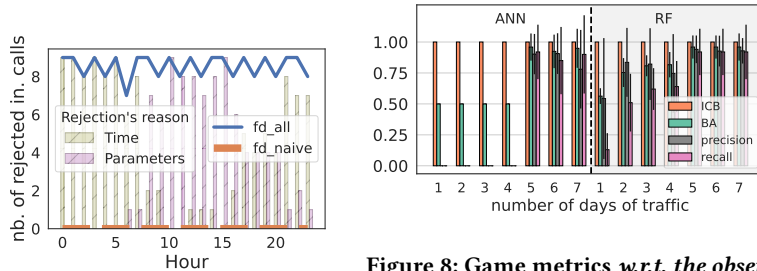 nb. of rejected in. calls
8
6
4
2
0
Rejection's reason
Time
Parameters
fd_all
fd_naive
0 5 10 15 20
Hour
ANN RF
1.00
0.75
0.50
0.25
0.00
ICB
BA
precision
recall
1 2 3 4 5 6 7 1 2 3 4 5 6 7
number of days of traffic
Figure 8: Game metrics w.r.t. the obse